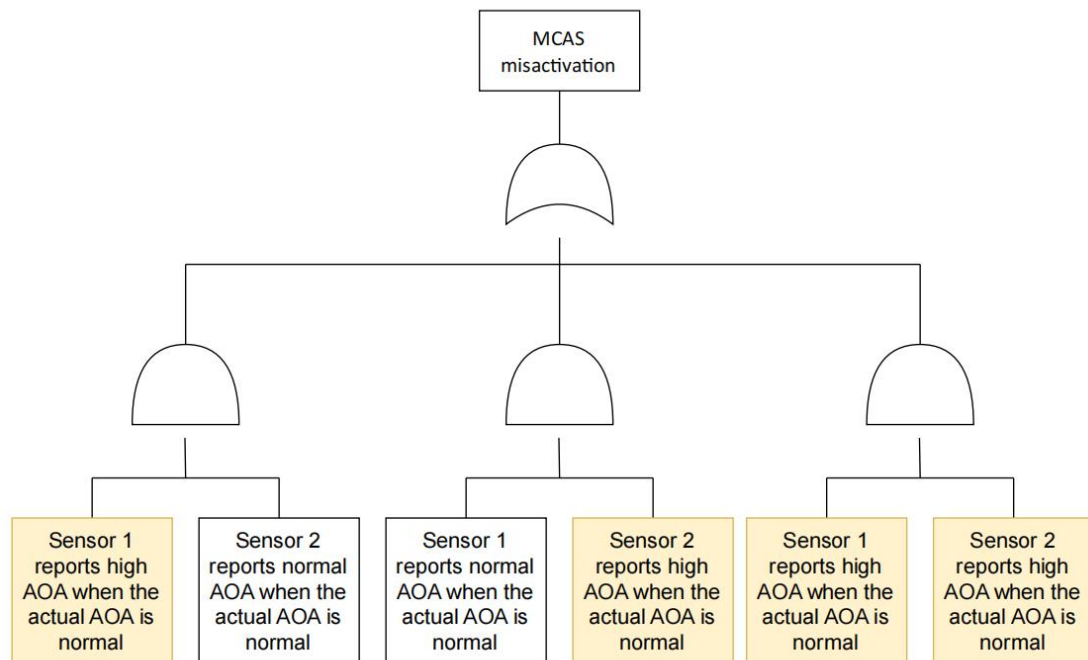 MCAS
misactivation
Sensor 1
reports high
AOA when the
actual AOA is
normal
Sensor 2
reports normal
AOA when the
actual AOA is
normal
Sensor 1
reports normal
AOA when the
actual AOA is
normal
Sensor 2
reports high
AOA when the
actual AOA is
normal
Sensor 1
reports high
AOA when the
actual AOA is
normal
Sensor 2
reports high
AOA when the
actual AOA is
normal